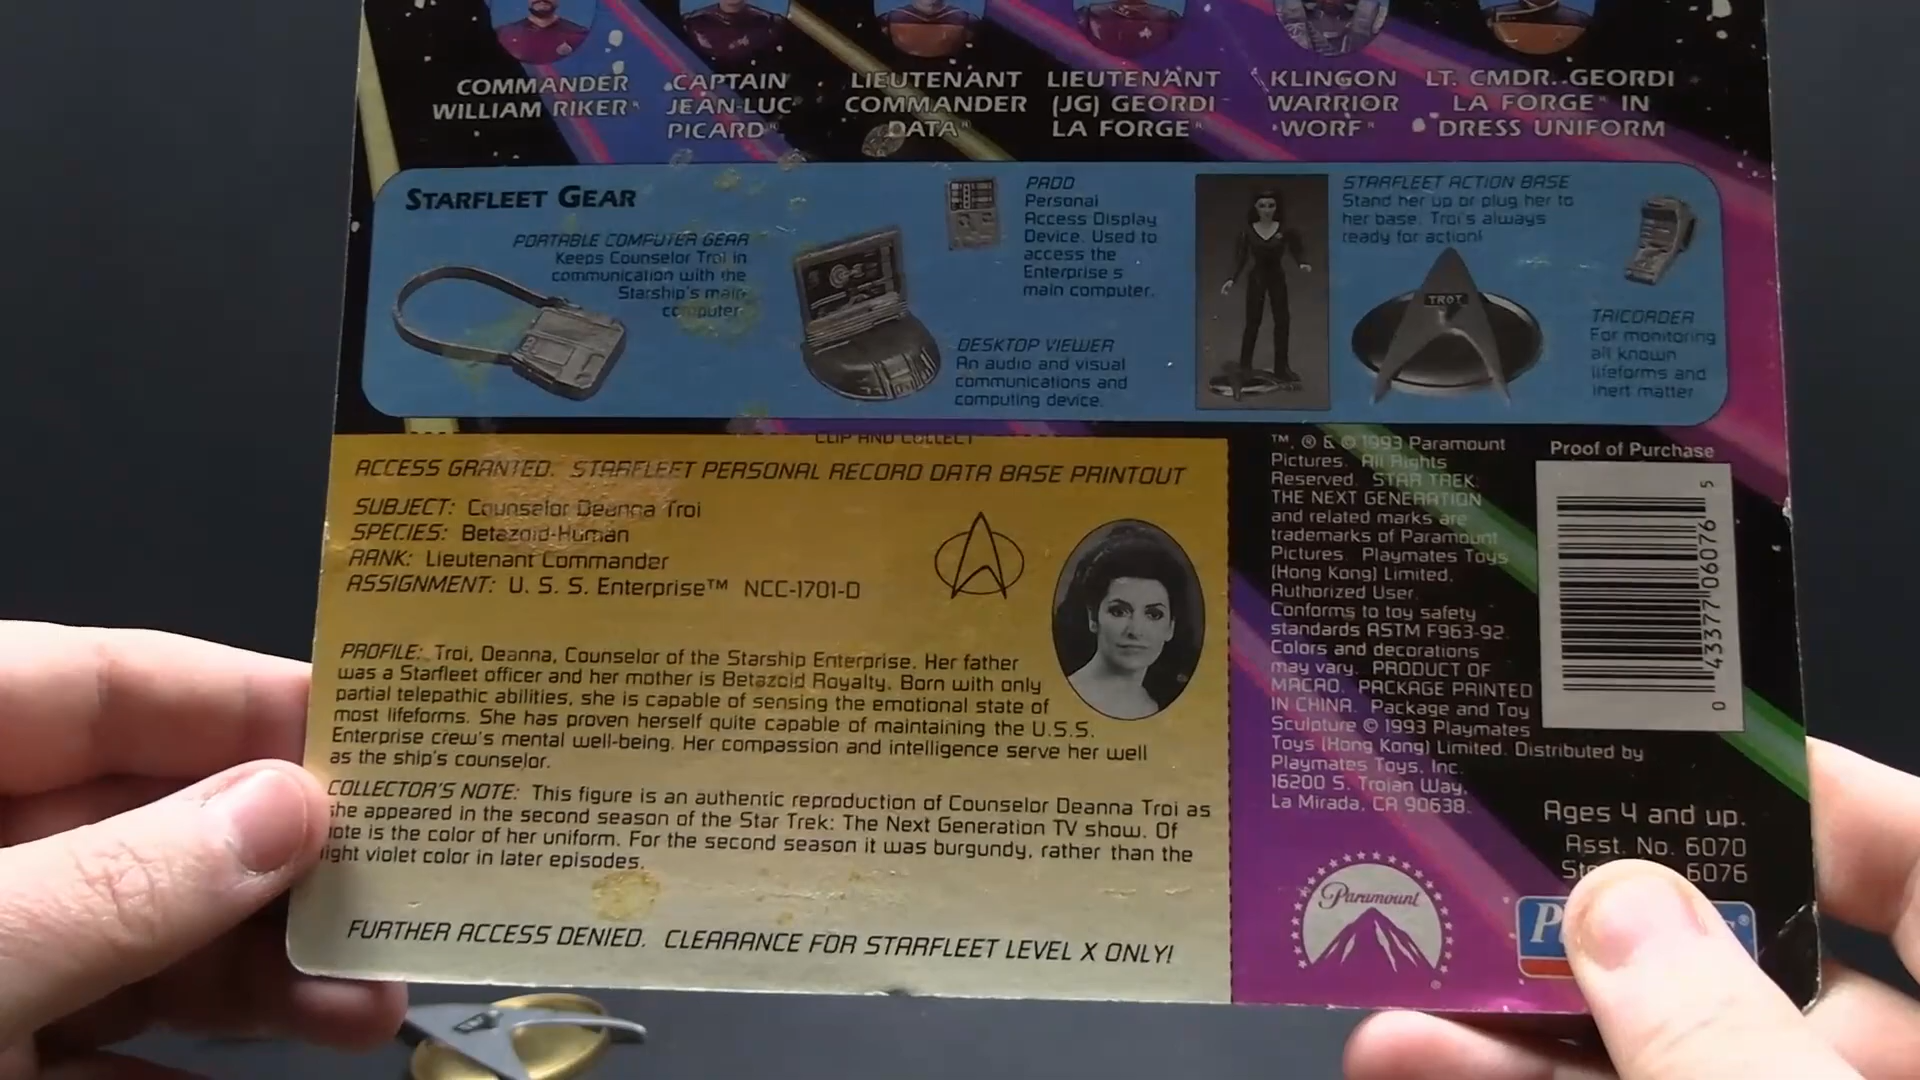 COMMANDER
WILLIAM RIKER
CAPTAIN
JEAN-LUC
PICARD
LIEUTENANT
COMMANDER
DATA
LIEUTENANT
(JG) GEORDI
LA FORGE
KLINGON
WARRIOR
WORF
LT. CMDR. GEORDI
LA FORGE IN
DRESS UNIFORM
STARFLEET GEAR
PORTABLE COMPUTER GEAR
Keeps Counselor Troi in
communication with the
Starship's main
computer.
PADD
Personal
Access Display
Device. Used to
access the
Enterprise's
main computer.
DESKTOP VIEWER
An audio and visual
communications and
computing device.
STARFLEET ACTION BASE
Stand her up or plug her to
her base. Troi's always
ready for action!
TROI
TRICORDER
For monitoring
all known
lifeforms and
inert matter
CLIP AND COLLECT
ACCESS GRANTED. STARFLEET PERSONAL RECORD DATA BASE PRINTOUT
SUBJECT: Counselor Deanna Troi
SPECIES: Betazoid-Human
RANK: Lieutenant Commander
ASSIGNMENT: U. S. S. Enterprise™ NCC-1701-D
PROFILE: Troi, Deanna, Counselor of the Starship Enterprise. Her father
was a Starfleet officer and her mother is Betazoid Royalty. Born with only
partial telepathic abilities, she is capable of sensing the emotional state of
most lifeforms. She has proven herself quite capable of maintaining the U.S.S.
Enterprise crew's mental well-being. Her compassion and intelligence serve her well
as the ship's counselor.
COLLECTOR'S NOTE: This figure is an authentic reproduction of Counselor Deanna Troi as
she appeared in the second season of the Star Trek: The Next Generation TV show. Of
note is the color of her uniform. For the second season it was burgundy, rather than the
light violet color in later episodes.
FURTHER ACCESS DENIED. CLEARANCE FOR STARFLEET LEVEL X ONLY!
™, ® & © 1993 Paramount
Pictures. All Rights
Reserved. STAR TREK:
THE NEXT GENERATION
and related marks are
trademarks of Paramount
Pictures. Playmates Toys
(Hong Kong) Limited.
Authorized User.
Conforms to toy safety
standards ASTM F963-92.
Colors and decorations
may vary. PRODUCT OF
MACAO. PACKAGE PRINTED
IN CHINA. Package and Toy
Sculpture © 1993 Playmates
Toys (Hong Kong) Limited. Distributed by
Playmates Toys, Inc.
16200 S. Trojan Way,
La Mirada, CA 90638.
Proof of Purchase
0 43377 06076 5
Ages 4 and up.
Asst. No. 6070
6076
Paramount